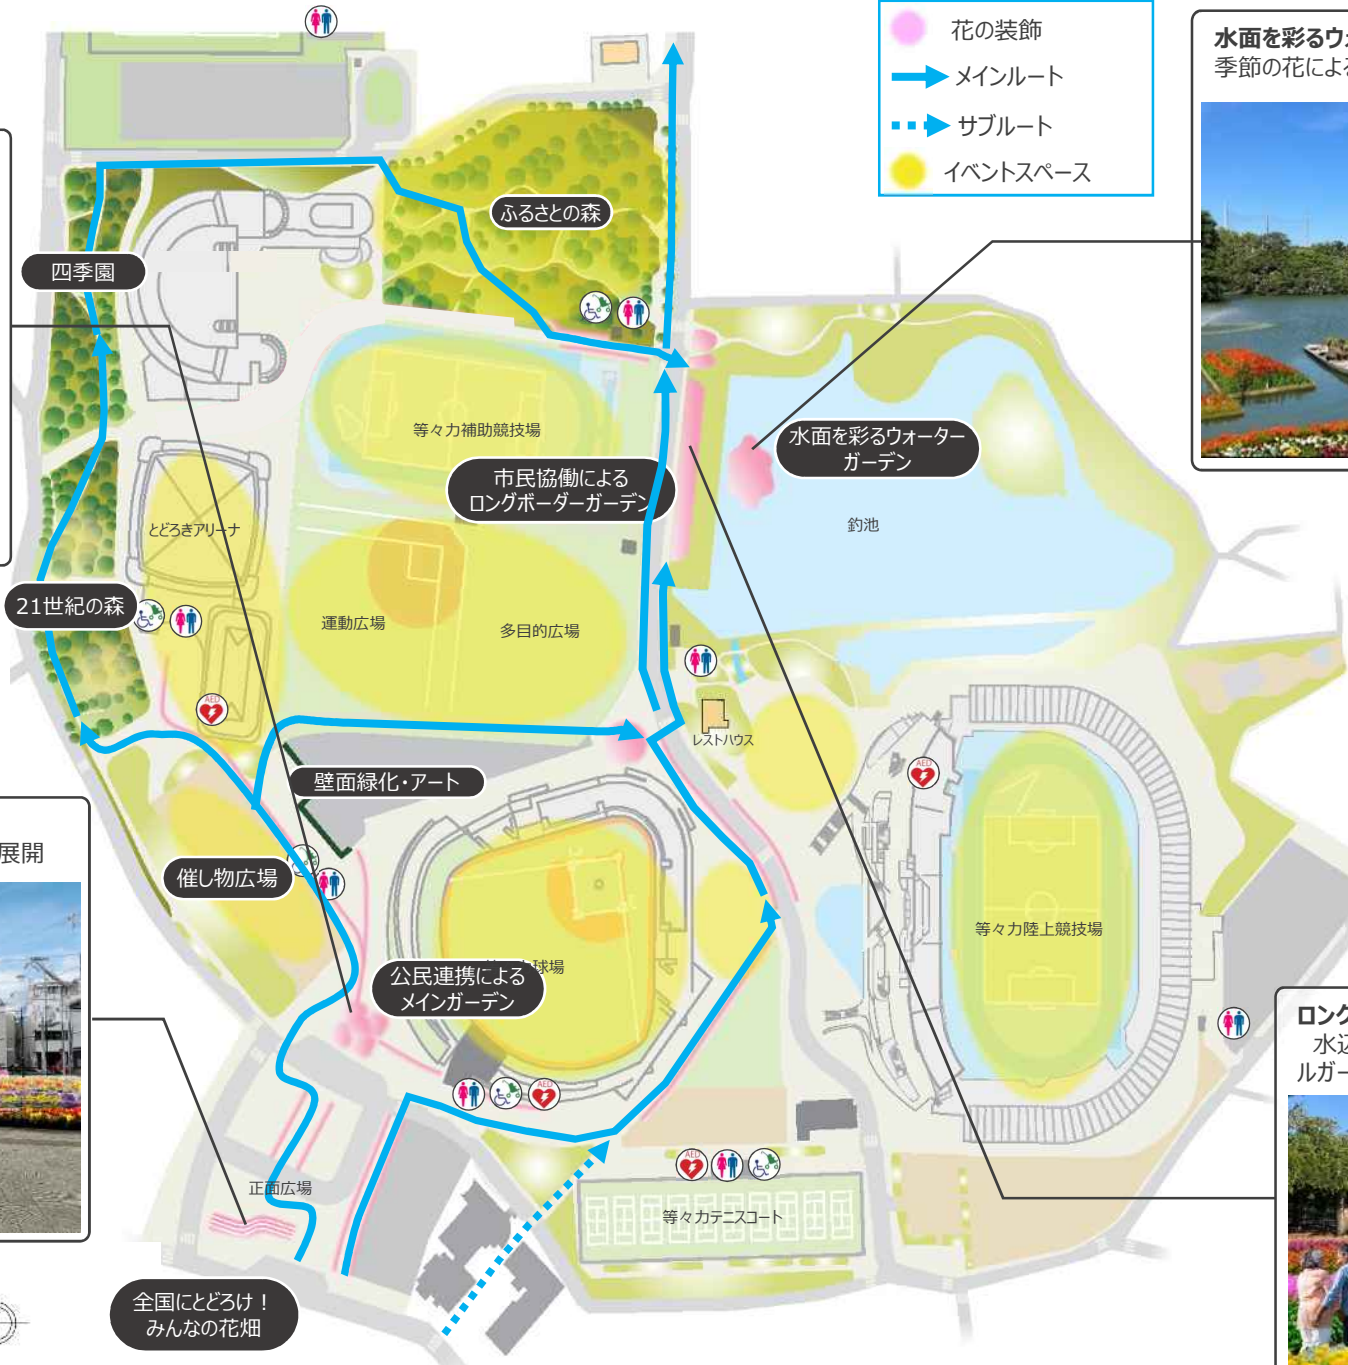 花の装飾
メインルート
サブルート
イベントスペース
水面を彩るウォ
季節の花による
ふるさとの森
四季園
等々力補助競技場
水面を彩るウォーター
ガーデン
市民協働による
ロングボーダーガーデン
釣池
とどろきアリーナ
21世紀の森
運動広場
多目的広場
AED
レストハウス
壁面緑化・アート
AED
展開
催し物広場
等々力陸上競技場
公民連携による
メインガーデン
球場
AED
ロング
水辺
ルガー
AED
正面広場
等々力テニスコート
全国にとどろけ！
みんなの花畑